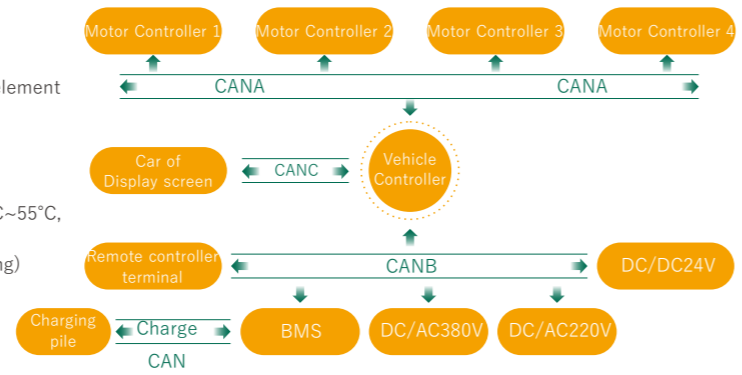 Motor Controller 1
Motor Controller 2
Motor Controller 3
Motor Controller 4
element
CANA
CANA
Car of
Display screen
CANC
Vehicle
Controller
C~55°C,
ng)
Remote controller
terminal
CANB
DC/DC24V
Charging
pile
Charge
CAN
BMS
DC/AC380V
DC/AC220V